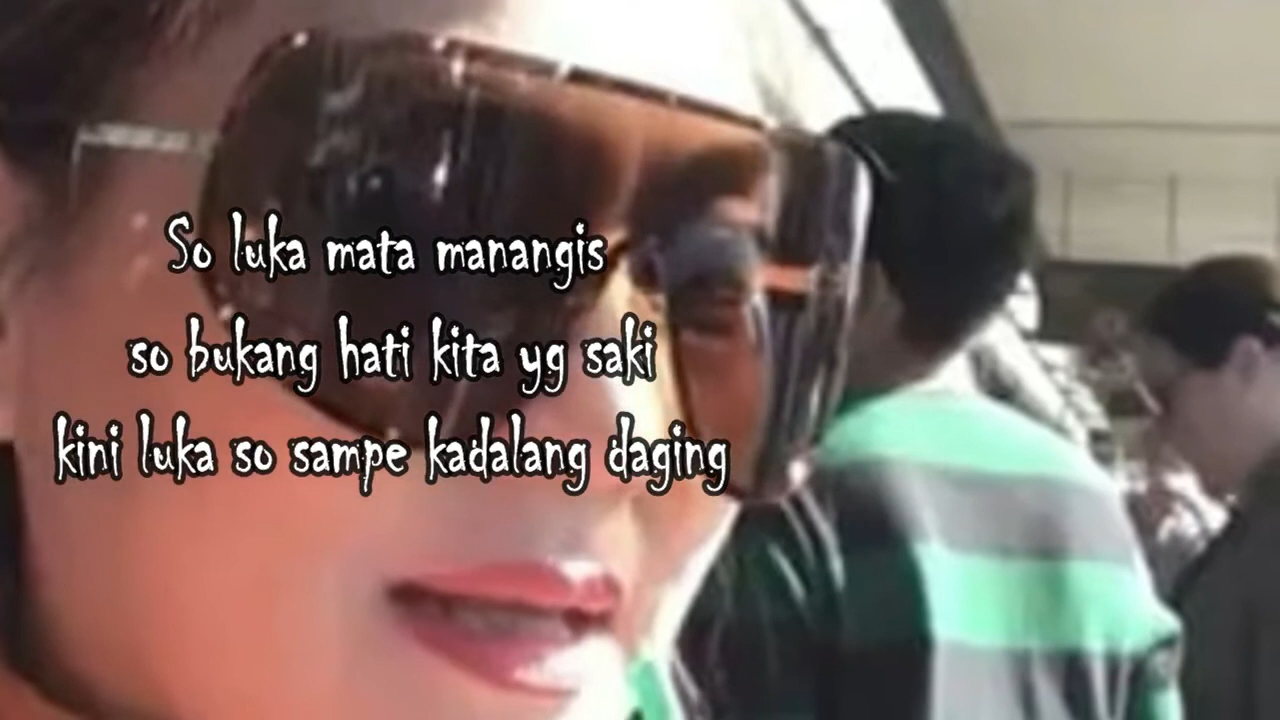 So luka mata manangis
so bukang hati kita yg saki
kini luka so sampe kadalang daging